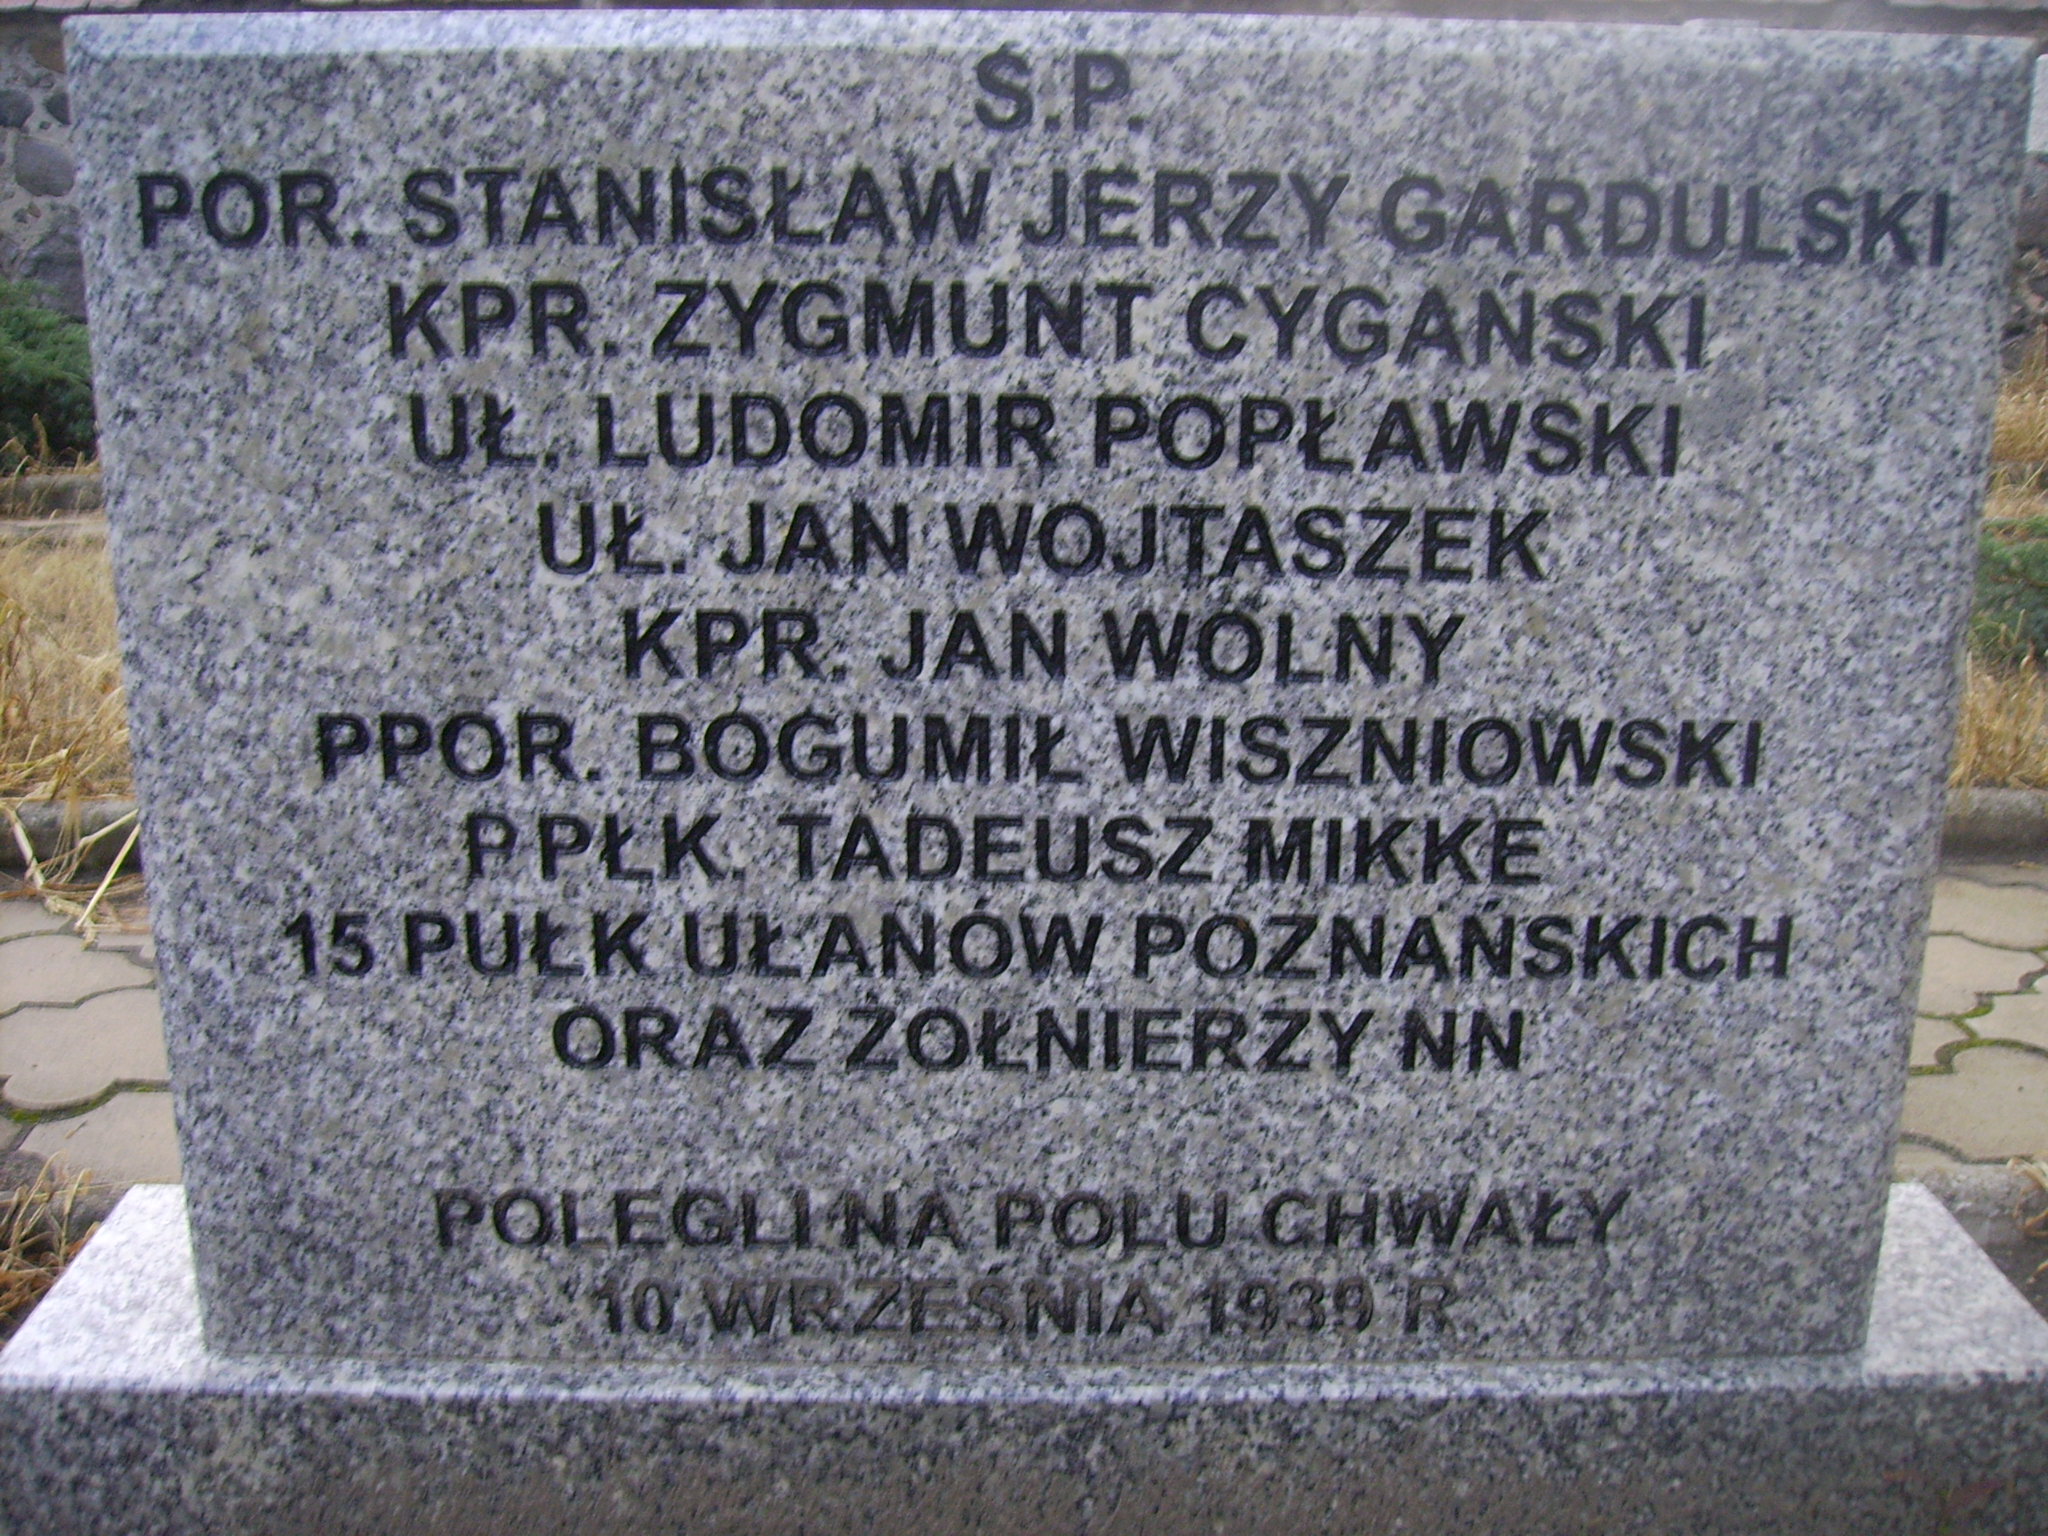 Ś.P.
POR. STANISŁAW JERZY GARDULSKI
KPR. ZYGMUNT CYGAŃSKI
UŁ. LUDOMIR POPŁAWSKI
UŁ. JAN WOJTASZEK
KPR. JAN WÓLNY
PPOR. BOGUMIŁ WISZNIOWSKI
PPŁK. TADEUSZ MIKKE
15 PUŁK UŁANÓW POZNAŃSKICH
ORAZ ŻOŁNIERZY NN
POLEGLI NA POLU CHWAŁY
10 WRZEŚNIA 1939 R